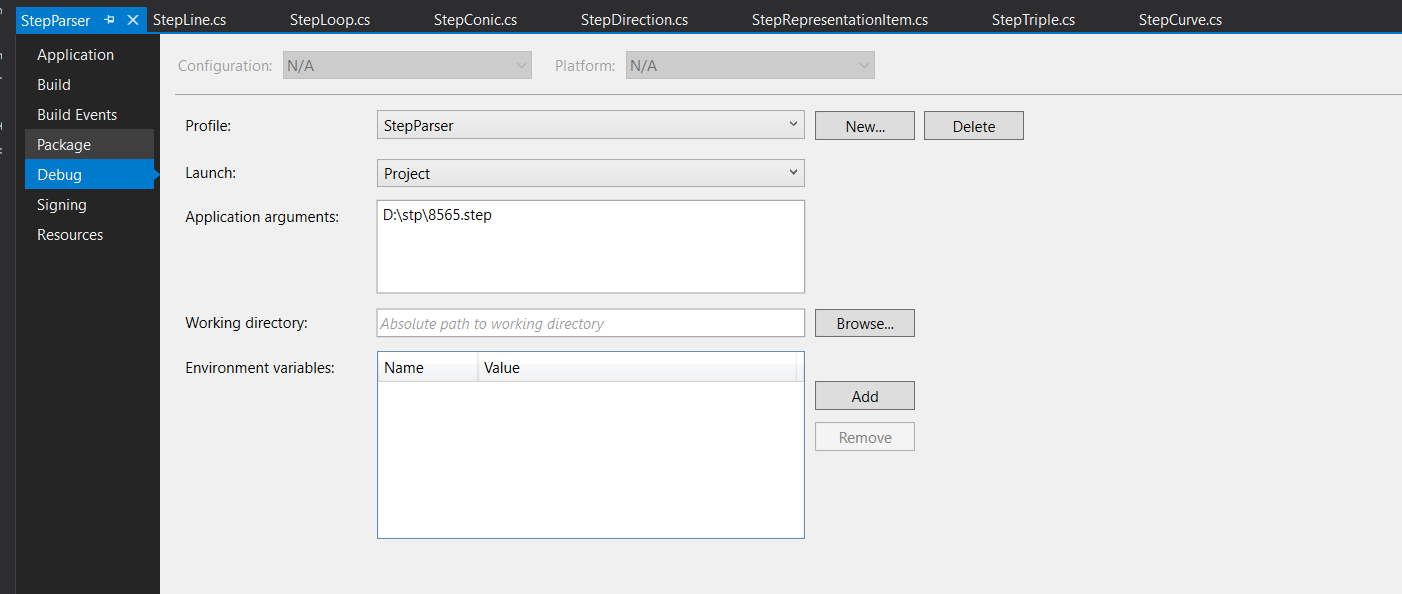 StepParser StepLine.cs StepLoop.cs StepConic.cs StepDirection.cs StepRepresentationItem.cs StepTriple.cs StepCurve.cs
Application
Build
Build Events
Package
Debug
Signing
Resources
Configuration: N/A Platform: N/A
Profile: StepParser New... Delete
Launch: Project
Application arguments: D:\stp\8565.step
Working directory: Absolute path to working directory Browse...
Environment variables: Name Value
Add
Remove